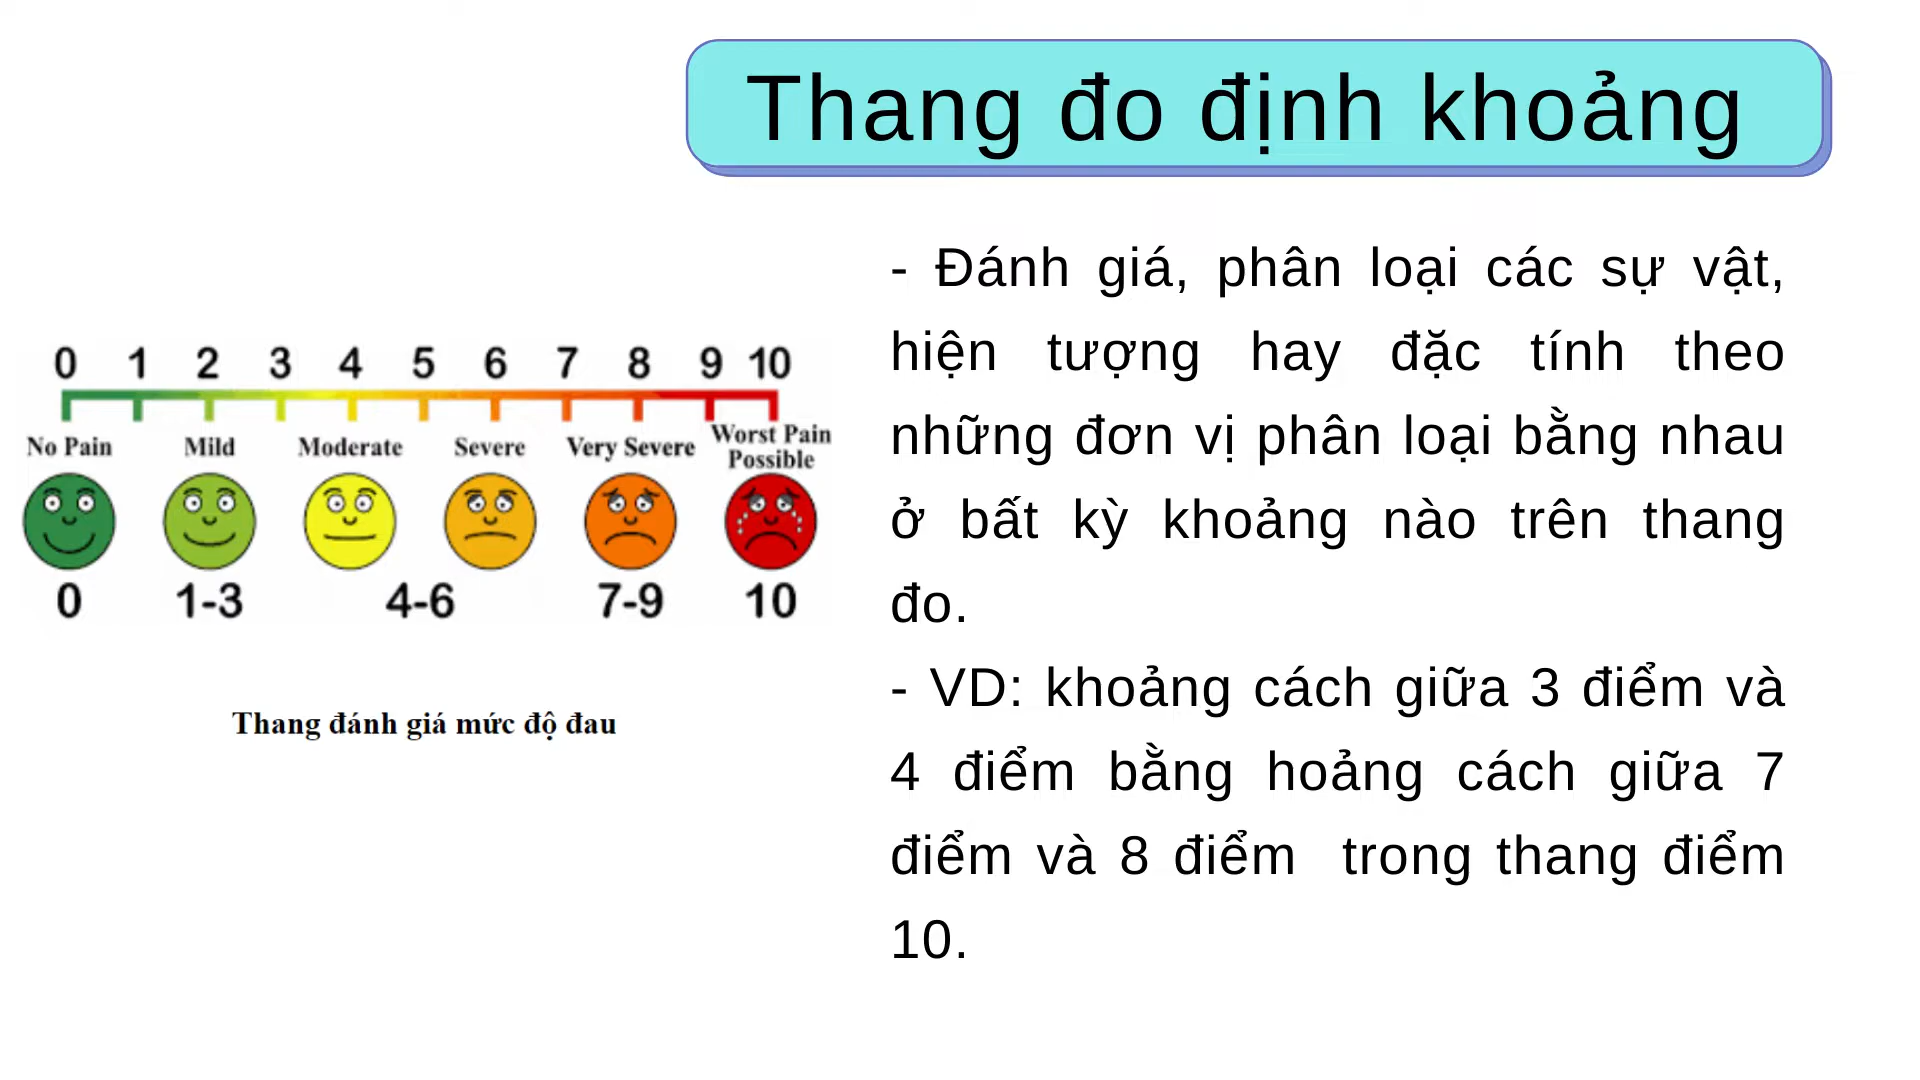 Thang đo định khoảng
- Đánh giá, phân loại các sự vật,
hiện tượng hay đặc tính theo
những đơn vị phân loại bằng nhau
ở bất kỳ khoảng nào trên thang
đo.
- VD: khoảng cách giữa 3 điểm và
4 điểm bằng hoảng cách giữa 7
điểm và 8 điểm trong thang điểm
10.
0 1 2 3 4 5 6 7 8 9 10
No Pain Mild Moderate Severe Very Severe Worst Pain
Possible
0 1-3 4-6 7-9 10
Thang đánh giá mức độ đau